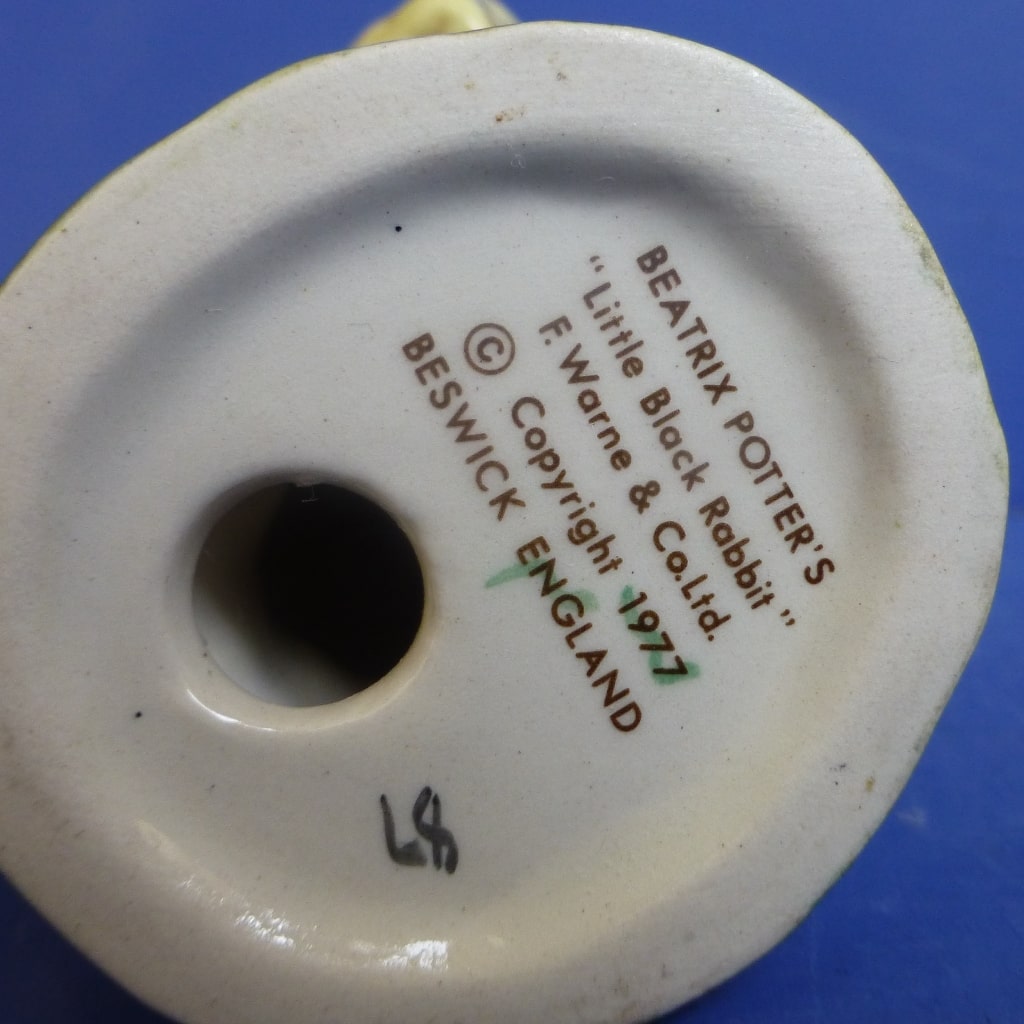 BEATRIX POTTER'S
"Little Black Rabbit"
F. Warne & Co.Ltd.
© Copyright 1977
BESWICK ENGLAND